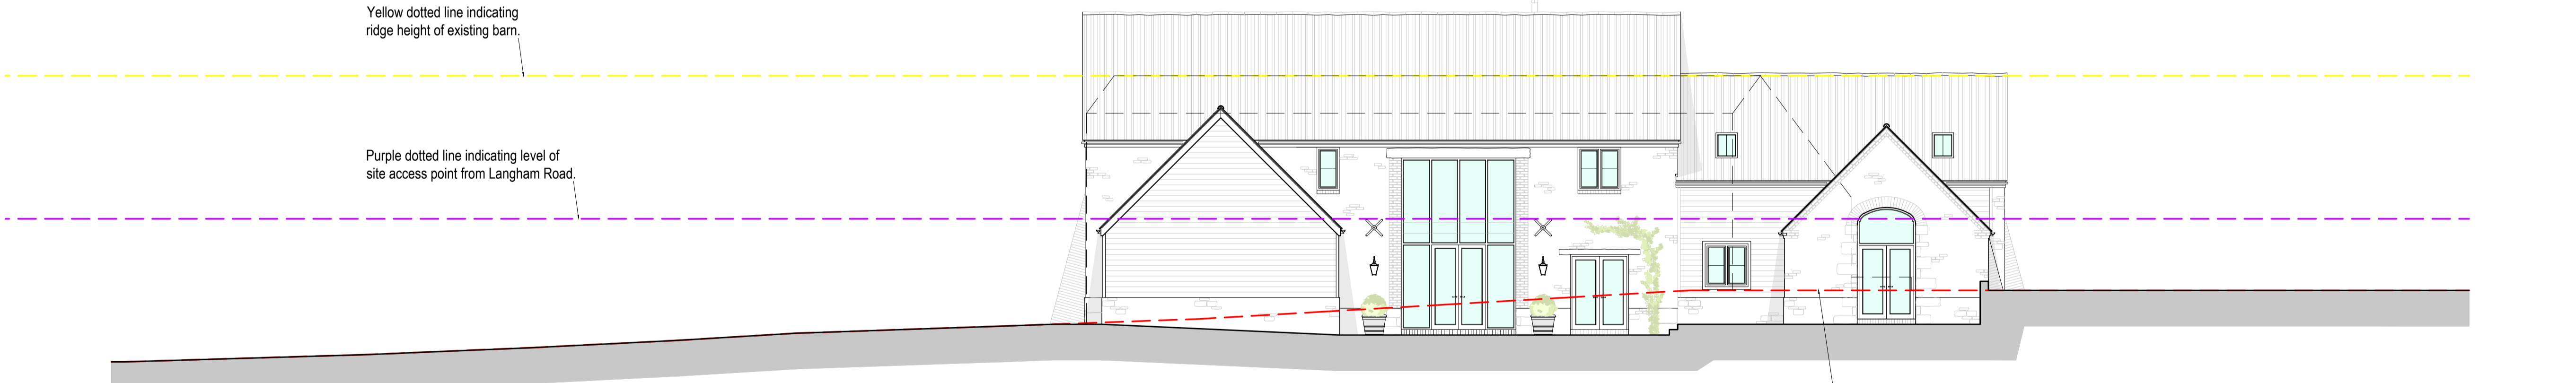 Yellow dotted line indicating
ridge height of existing barn.
Purple dotted line indicating level of
site access point from Langham Road.